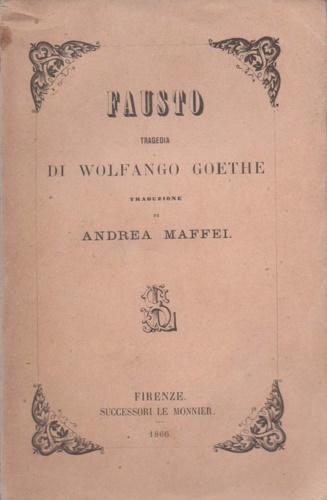 FAUSTO
TRAGEDIA
DI WOLFANGO GOETHE
TRADUZIONE
DI
ANDREA MAFFEI.
FIRENZE.
SUCCESSORI LE MONNIER.
1866.